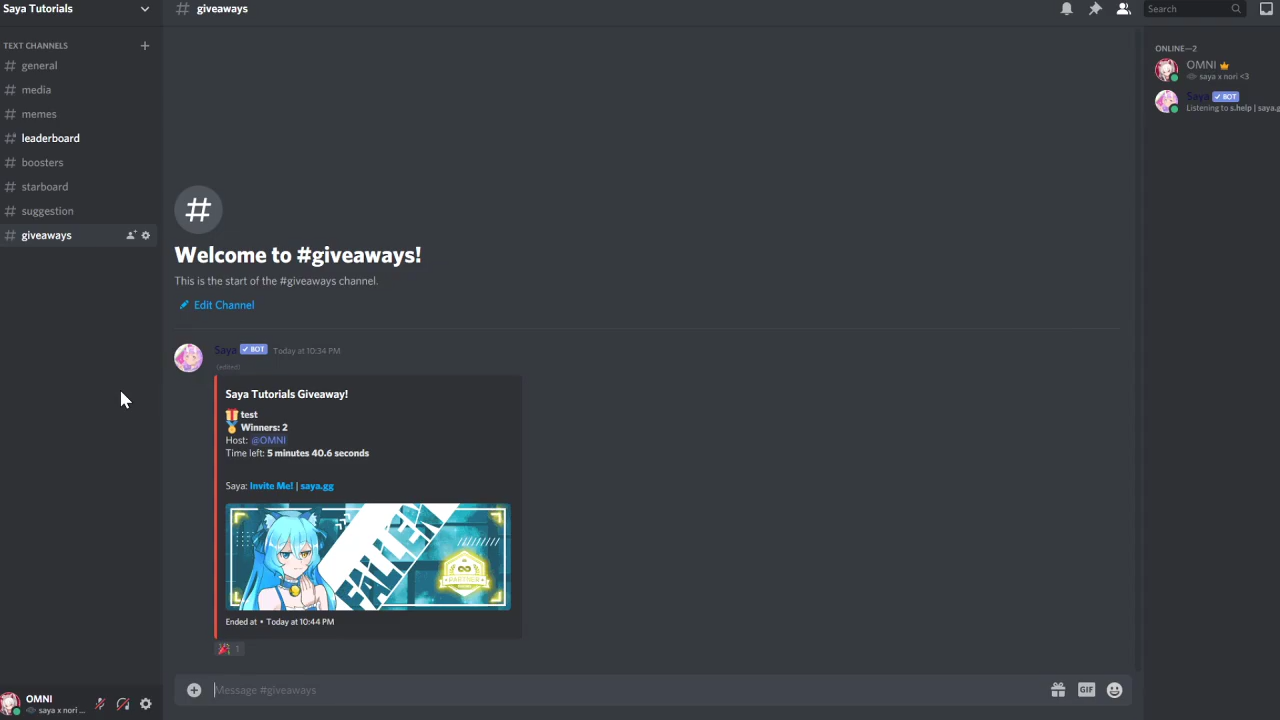 Saya Tutorials
TEXT CHANNELS
general
media
memes
leaderboard
boosters
starboard
suggestion
giveaways
OMNI
saya x nori ...
# giveaways
Search
Welcome to #giveaways!
This is the start of the #giveaways channel.
Edit Channel
Saya ✓ BOT Today at 10:34 PM
(edited)
Saya Tutorials Giveaway!
test
Winners: 2
Host: @OMNI
Time left: 5 minutes 40.6 seconds
Saya: Invite Me! | saya.gg
FALLEN
PARTNER
Ended at • Today at 10:44 PM
1
Message #giveaways
GIF
ONLINE—2
OMNI
saya x nori <3
Saya ✓ BOT
Listening to s.help | saya.g